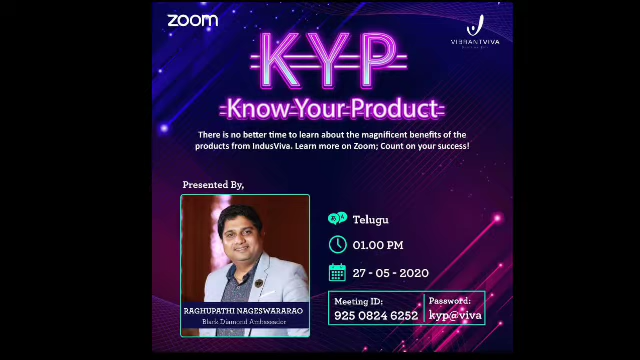 zoom
VIBRANTVIVA
KYP
Know Your Product
There is no better time to learn about the magnificent benefits of the
products from IndusViva. Learn more on Zoom; Count on your success!
Presented By,
Telugu
01.00 PM
27 - 05 - 2020
Meeting ID:
925 0824 6252
Password:
kyp@viva
RAGHUPATHI NAGESWARARAO
Black Diamond Ambassador